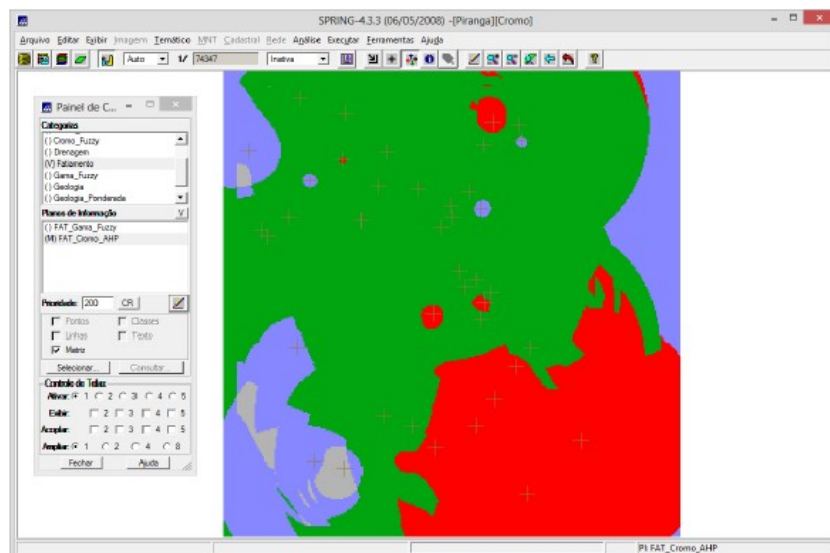 SPRING-4.3.3 (06/05/2008) -[Piranga][Cromo]
Arquivo Editar Exibir Imagem Temático MNT Cadastral Rede Análise Executar Ferramentas Ajuda
Auto 1/ 74347 Inativa
Painel de C...
Categorias
( ) Cromo_Fuzzy
( ) Drenagem
(V) Fatiamento
( ) Gama_Fuzzy
( ) Geologia
( ) Geologia_Ponderada
Planos de Informação V
( ) FAT_Gama_Fuzzy
(M) FAT_Cromo_AHP
Prioridade: 200 CR
Pontos Classes
Linhas Texto
Matriz
Selecionar... Consultar...
Controle de Telas
Ativar: 1 2 3 4 5
Exibir: 2 3 4 5
Acoplar: 2 3 4 5
Ampliar: 1 2 4 8
Fechar Ajuda
PI: FAT_Cromo_AHP